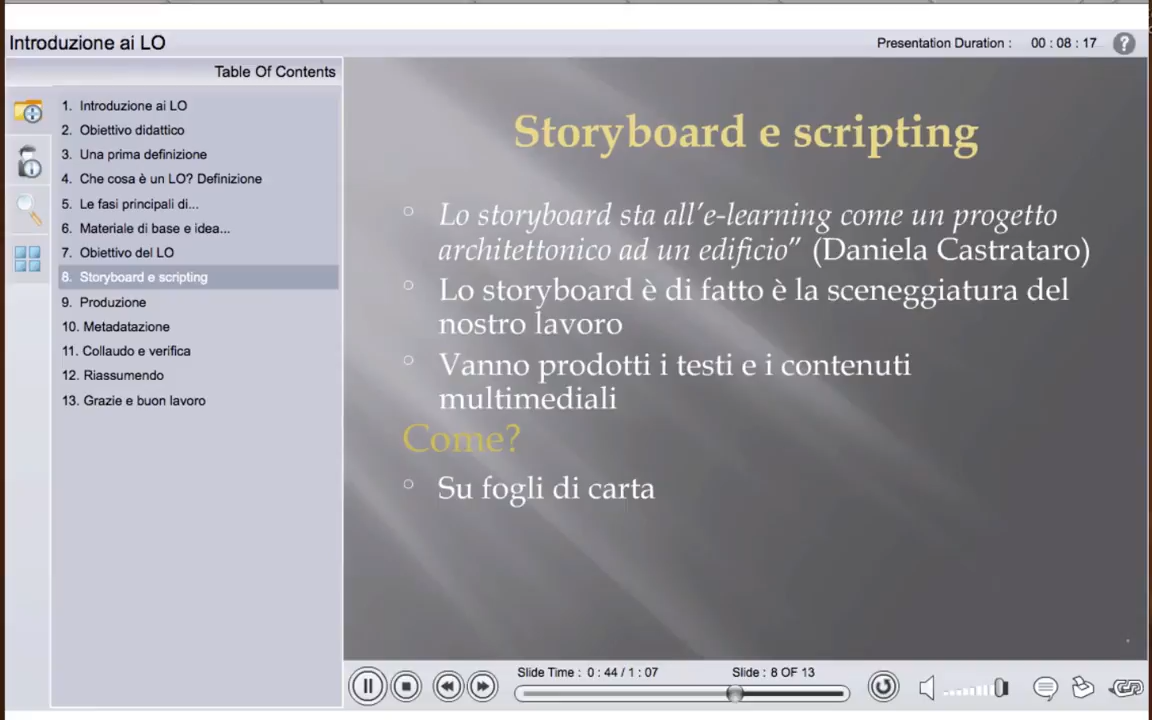 Introduzione ai LO
Presentation Duration : 00 : 08 : 17 ?
Table Of Contents
1. Introduzione ai LO
2. Obiettivo didattico
3. Una prima definizione
4. Che cosa è un LO? Definizione
5. Le fasi principali di...
6. Materiale di base e idea...
7. Obiettivo del LO
8. Storyboard e scripting
9. Produzione
10. Metadatazione
11. Collaudo e verifica
12. Riassumendo
13. Grazie e buon lavoro
Storyboard e scripting
Lo storyboard sta all’e-learning come un progetto
architettonico ad un edificio” (Daniela Castrataro)
Lo storyboard è di fatto è la sceneggiatura del
nostro lavoro
Vanno prodotti i testi e i contenuti
multimediali
Come?
Su fogli di carta
Slide Time : 0 : 44 / 1 : 07
Slide : 8 OF 13